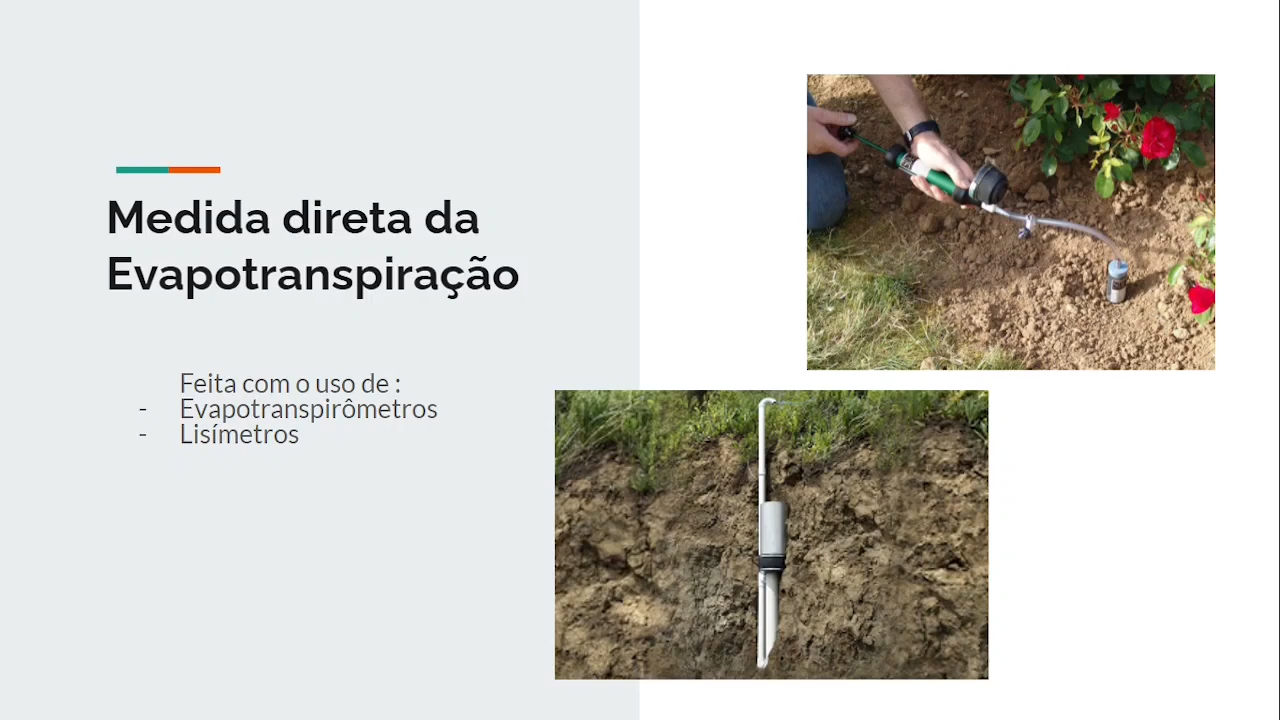 Medida direta da
Evapotranspiração
Feita com o uso de :
- Evapotranspirômetros
- Lisímetros